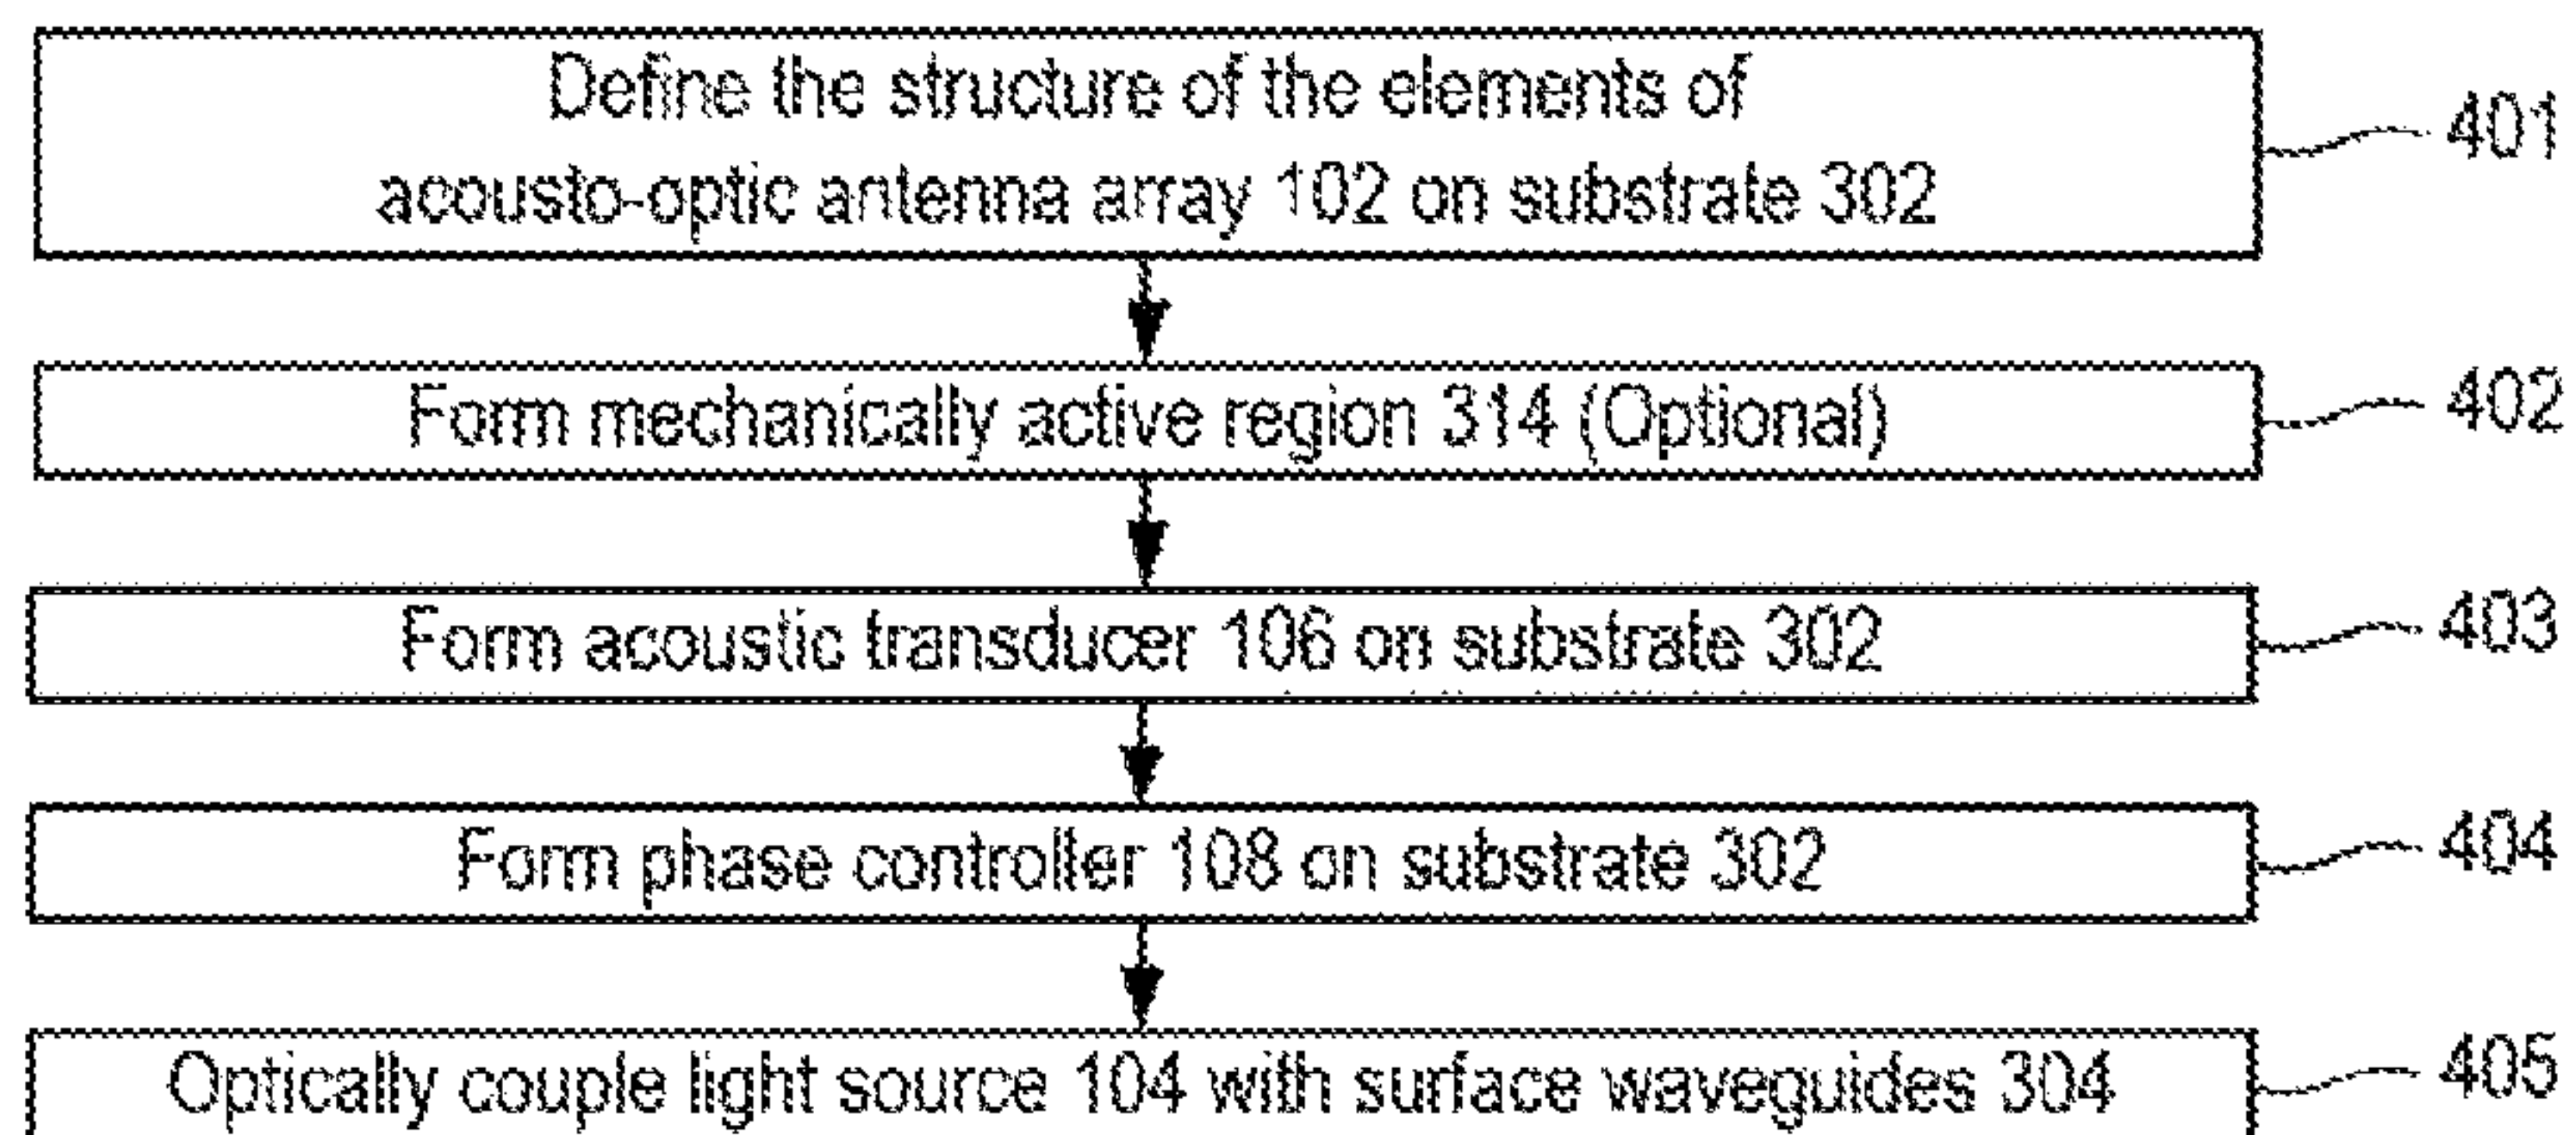 Define the structure of the elements of
acousto-optic antenna array 102 on substrate 302
401
Form mechanically active region 314 (Optional)
402
Form acoustic transducer 106 on substrate 302
403
Form phase controller 108 on substrate 302
404
Optically couple light source 104 with surface waveguides 304
405